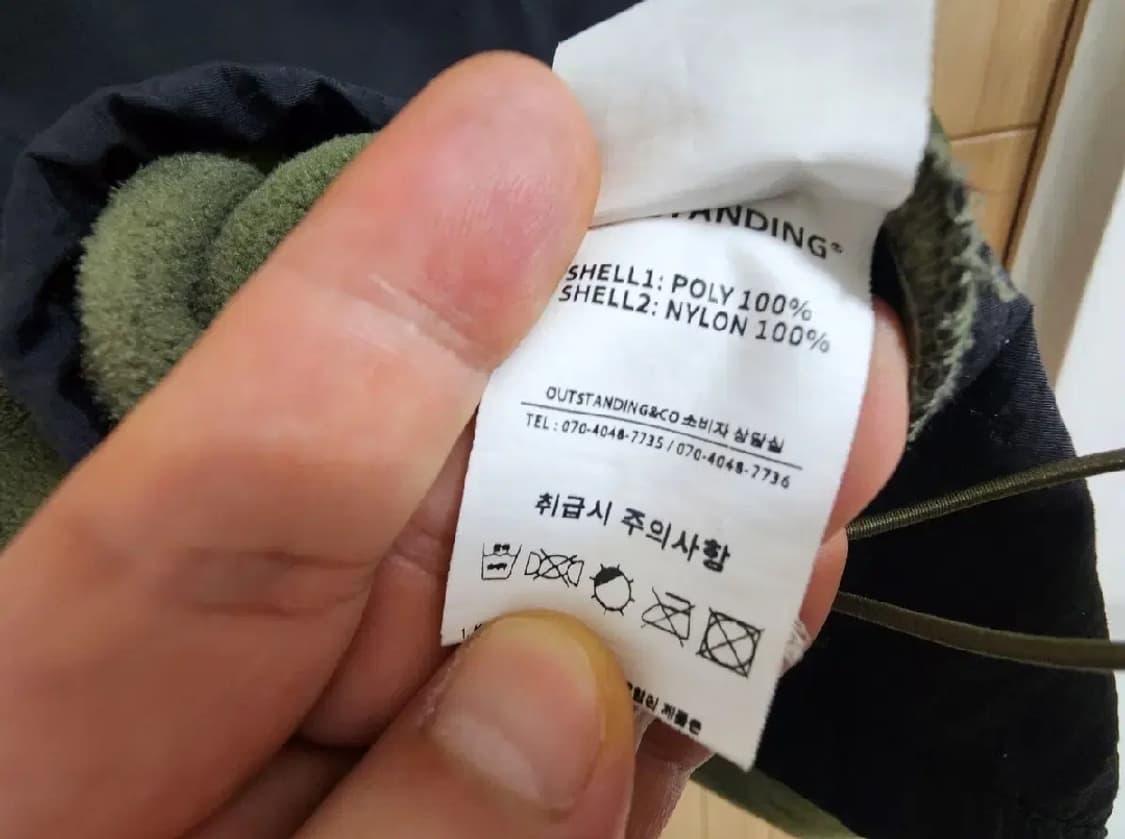 OUTSTANDING®
SHELL1: POLY 100%
SHELL2: NYLON 100%
OUTSTANDING&CO 소비자 상담실
TEL : 070-4048-7735 / 070-4048-7736
취급시 주의사항